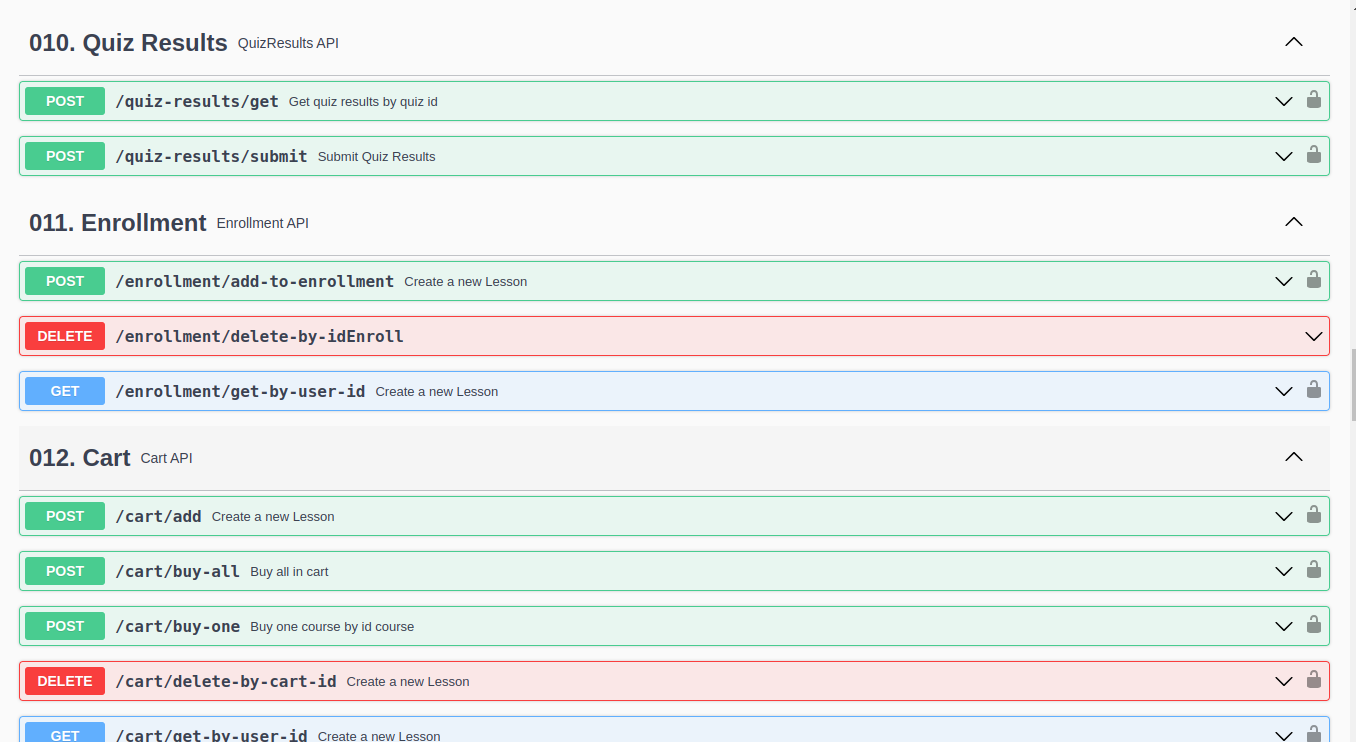 010. Quiz Results QuizResults API
POST /quiz-results/get Get quiz results by quiz id
POST /quiz-results/submit Submit Quiz Results
011. Enrollment Enrollment API
POST /enrollment/add-to-enrollment Create a new Lesson
DELETE /enrollment/delete-by-idEnroll
GET /enrollment/get-by-user-id Create a new Lesson
012. Cart Cart API
POST /cart/add Create a new Lesson
POST /cart/buy-all Buy all in cart
POST /cart/buy-one Buy one course by id course
DELETE /cart/delete-by-cart-id Create a new Lesson
GET /cart/get-by-user-id Create a new Lesson